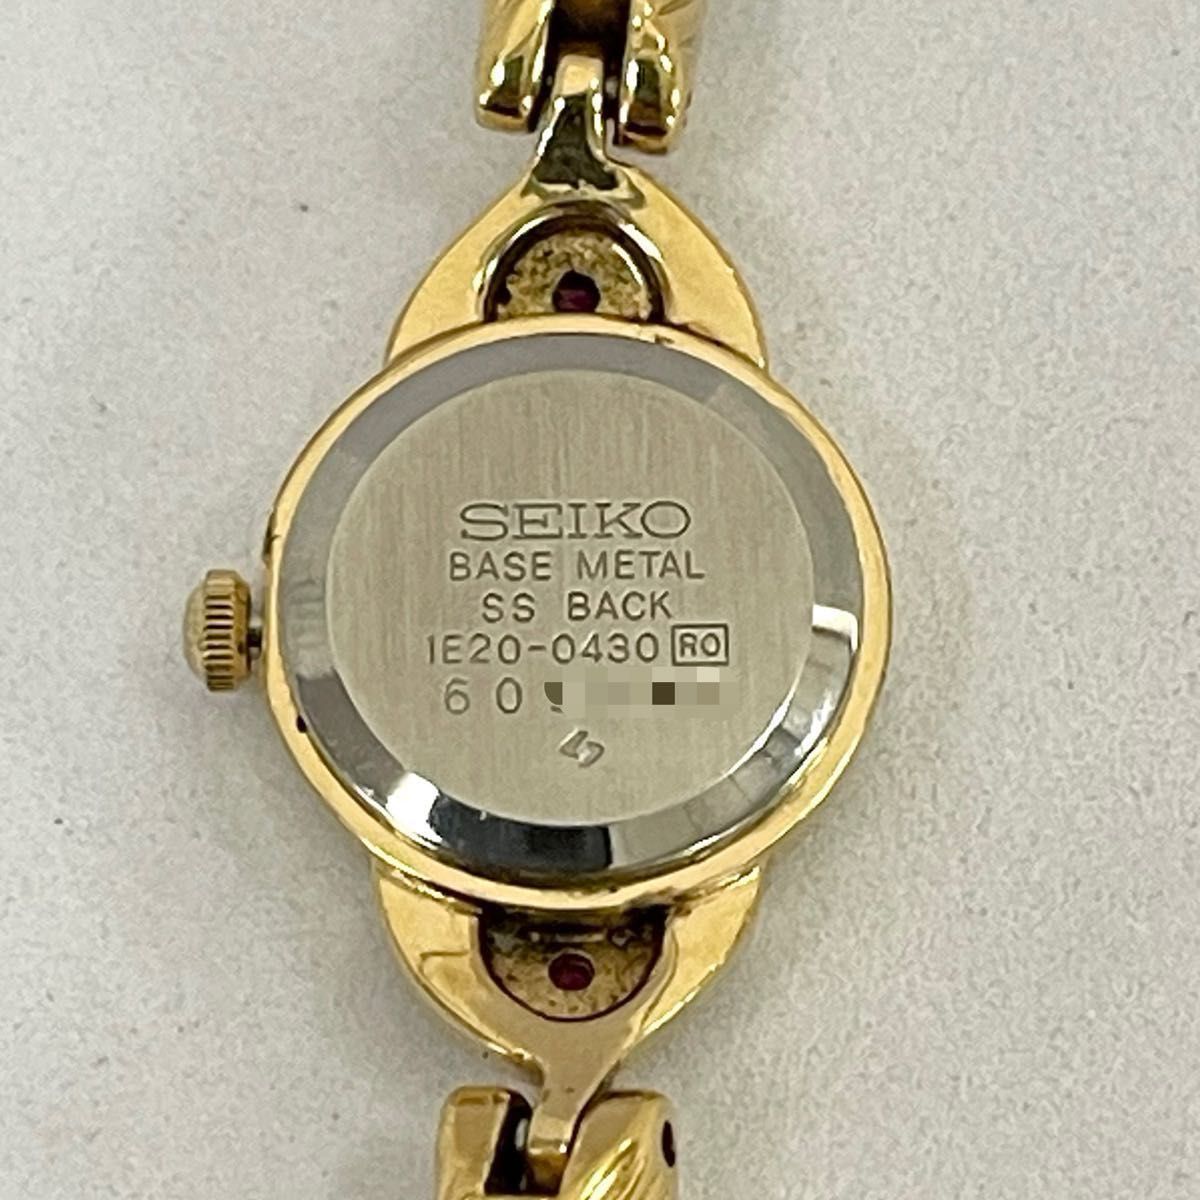 SEIKO
BASE METAL
SS BACK
1E20-0430 RO
60